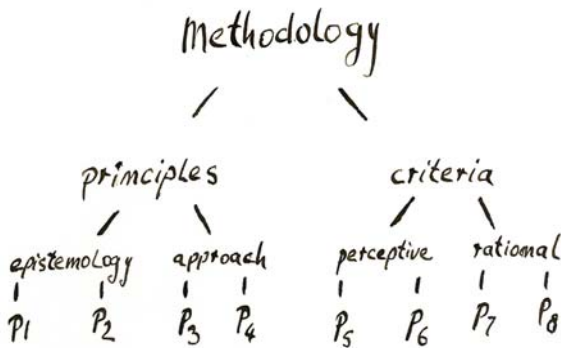 Methodology
principles criteria
epistemology approach perceptive rational
P1 P2 P3 P4 P5 P6 P7 P8